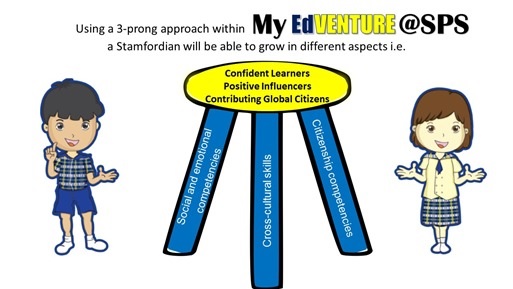 Using a 3-prong approach within My EdVENTURE @SPS
a Stamfordian will be able to grow in different aspects i.e.
Confident Learners
Positive Influencers
Contributing Global Citizens
Social and emotional
competencies
Cross-cultural skills
Citizenship competencies